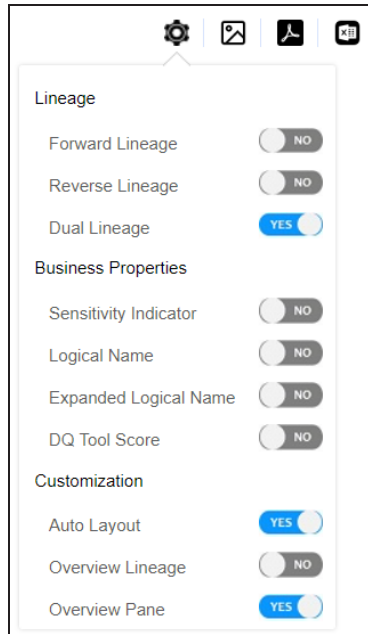 Lineage
Forward Lineage NO
Reverse Lineage NO
Dual Lineage YES
Business Properties
Sensitivity Indicator NO
Logical Name NO
Expanded Logical Name NO
DQ Tool Score NO
Customization
Auto Layout YES
Overview Lineage NO
Overview Pane YES